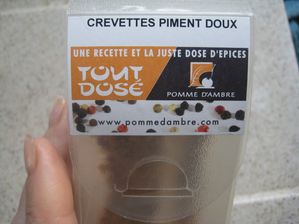 CREVETTES PIMENT DOUX
UNE RECETTE ET LA JUSTE DOSE D'EPICES
TOUT
DOSÉ
POMME D'AMBRE
www.pommedambre.com